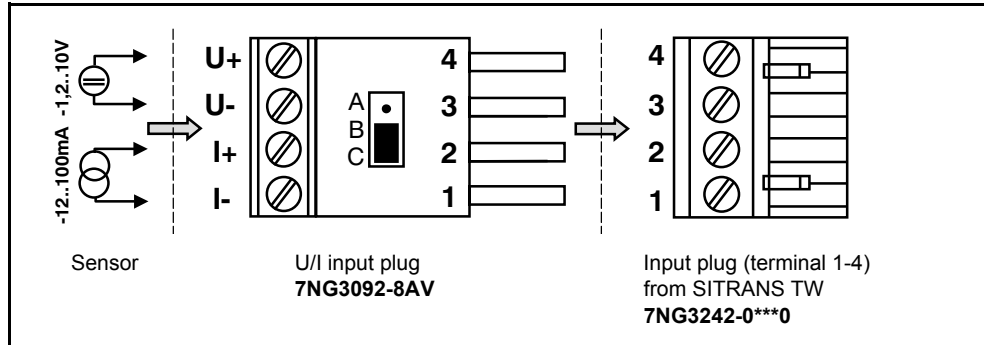 -1,2..10V
-12..100mA
U+
U-
I+
I-
A
B
C
4
3
2
1
4
3
2
1
Sensor
U/I input plug
7NG3092-8AV
Input plug (terminal 1-4)
from SITRANS TW
7NG3242-0***0